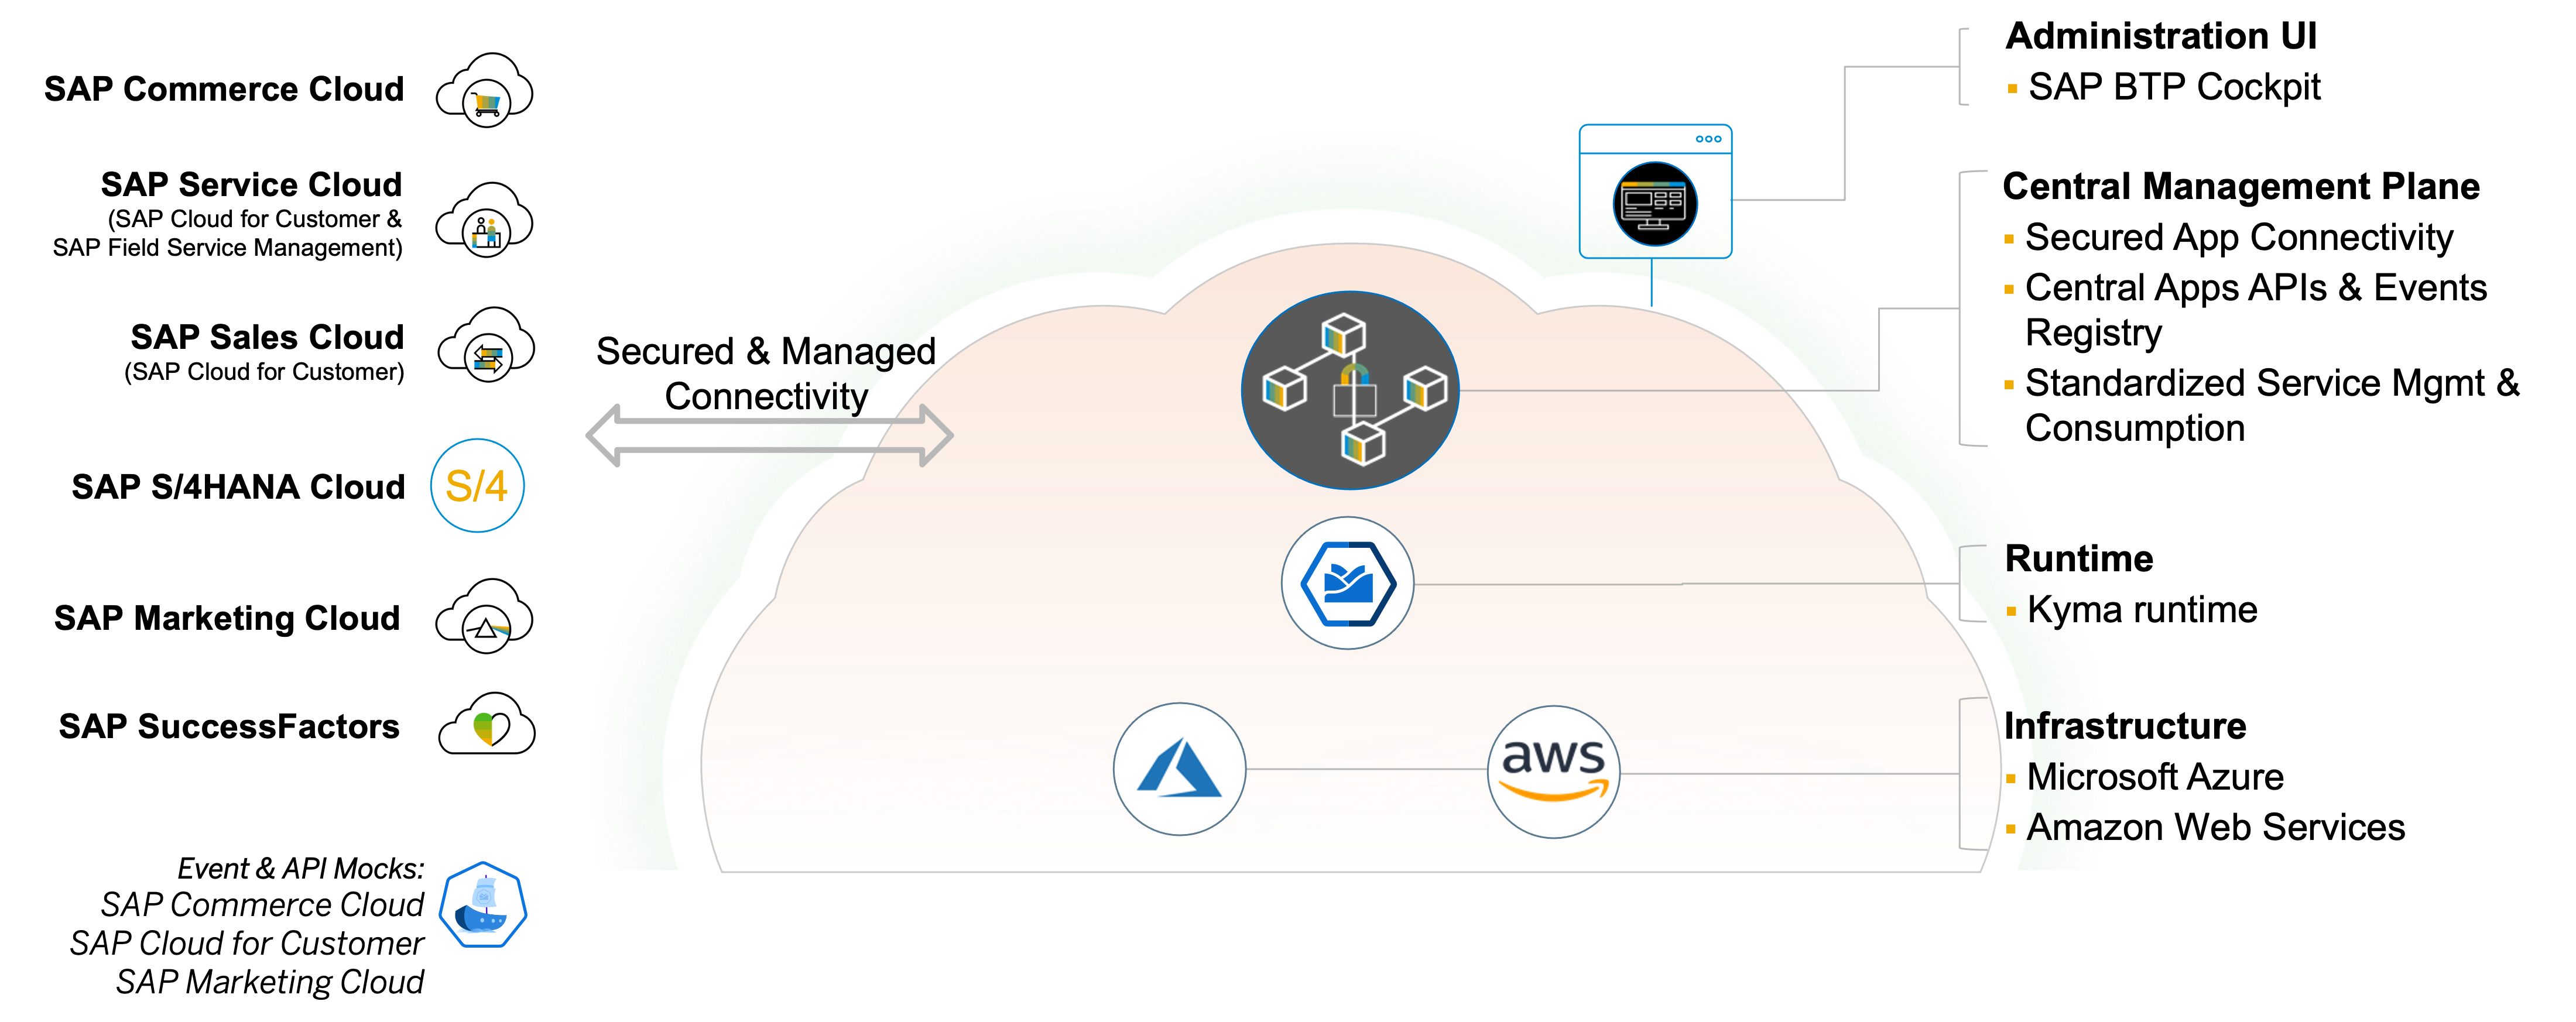 SAP Commerce Cloud
SAP Service Cloud
(SAP Cloud for Customer &
SAP Field Service Management)
SAP Sales Cloud
(SAP Cloud for Customer)
SAP S/4HANA Cloud
S/4
SAP Marketing Cloud
SAP SuccessFactors
Event & API Mocks:
SAP Commerce Cloud
SAP Cloud for Customer
SAP Marketing Cloud
Secured & Managed
Connectivity
aws
Administration UI
▪ SAP BTP Cockpit
Central Management Plane
▪ Secured App Connectivity
▪ Central Apps APIs & Events
Registry
▪ Standardized Service Mgmt &
Consumption
Runtime
▪ Kyma runtime
Infrastructure
▪ Microsoft Azure
▪ Amazon Web Services